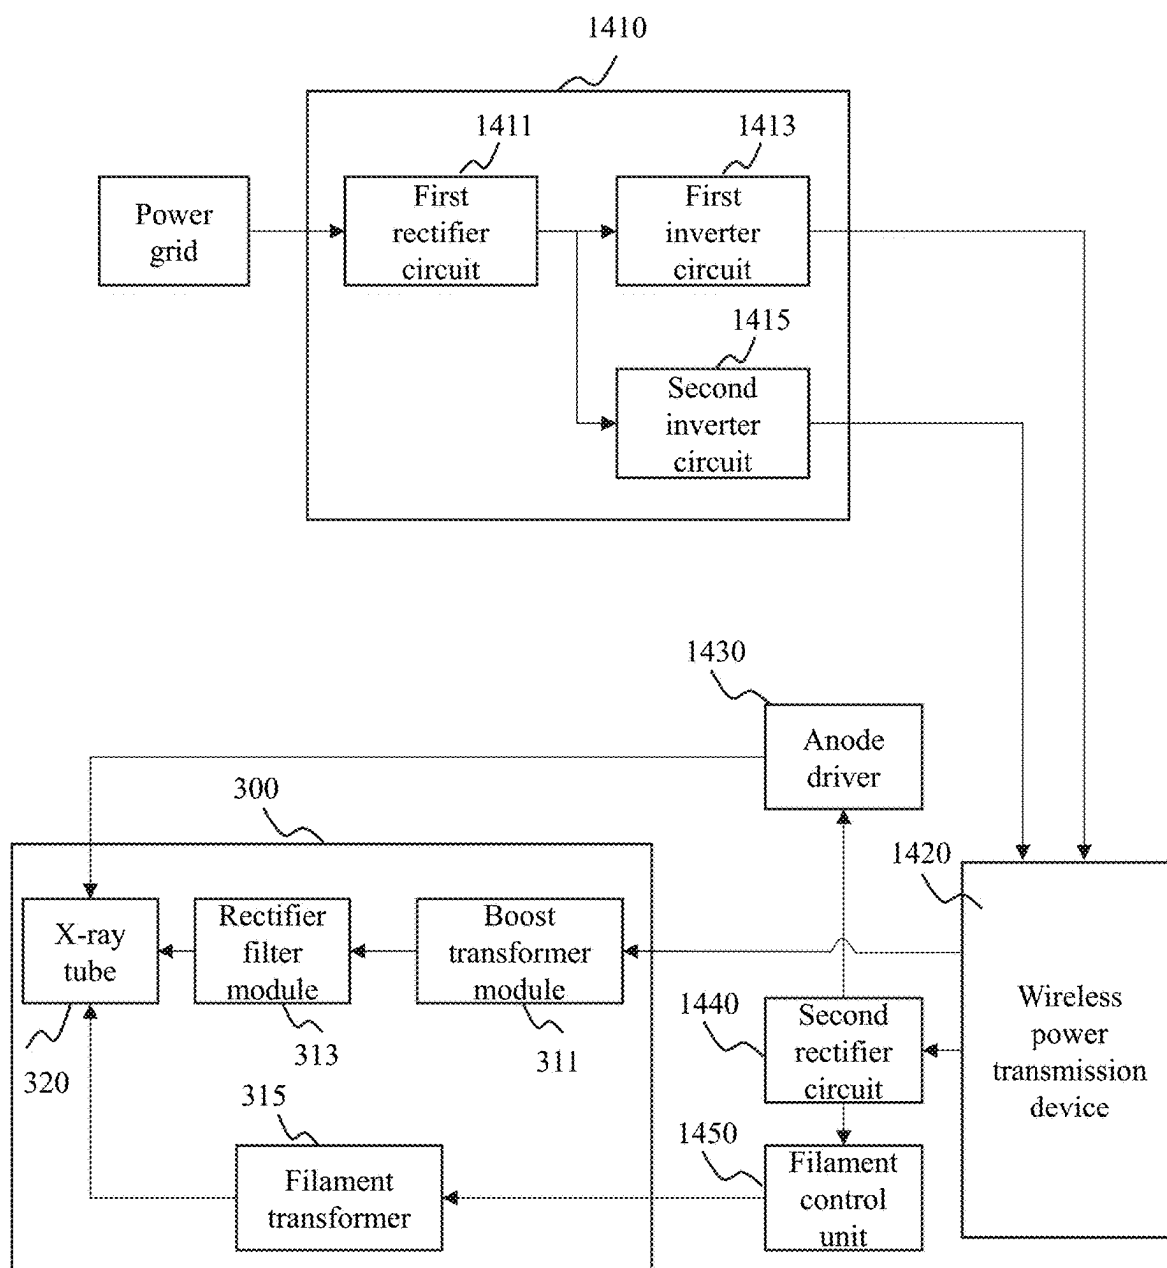 1410
1411
1413
Power
grid
First
rectifier
circuit
First
inverter
circuit
1415
Second
inverter
circuit
1430
Anode
driver
300
1420
X-ray
tube
Rectifier
filter
module
Boost
transformer
module
1440
Second
rectifier
circuit
Wireless
power
transmission
device
320
313
311
315
1450
Filament
transformer
Filament
control
unit